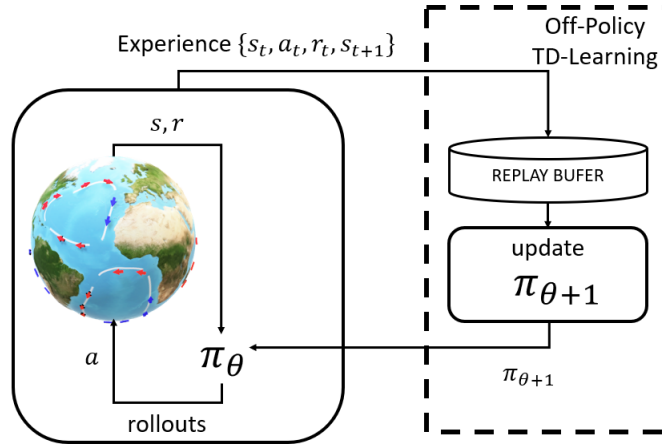 Experience {s_t, a_t, r_t, s_{t+1}}
Off-Policy
TD-Learning
s, r
REPLAY BUFER
update
π_{θ+1}
a
π_θ
π_{θ+1}
rollouts